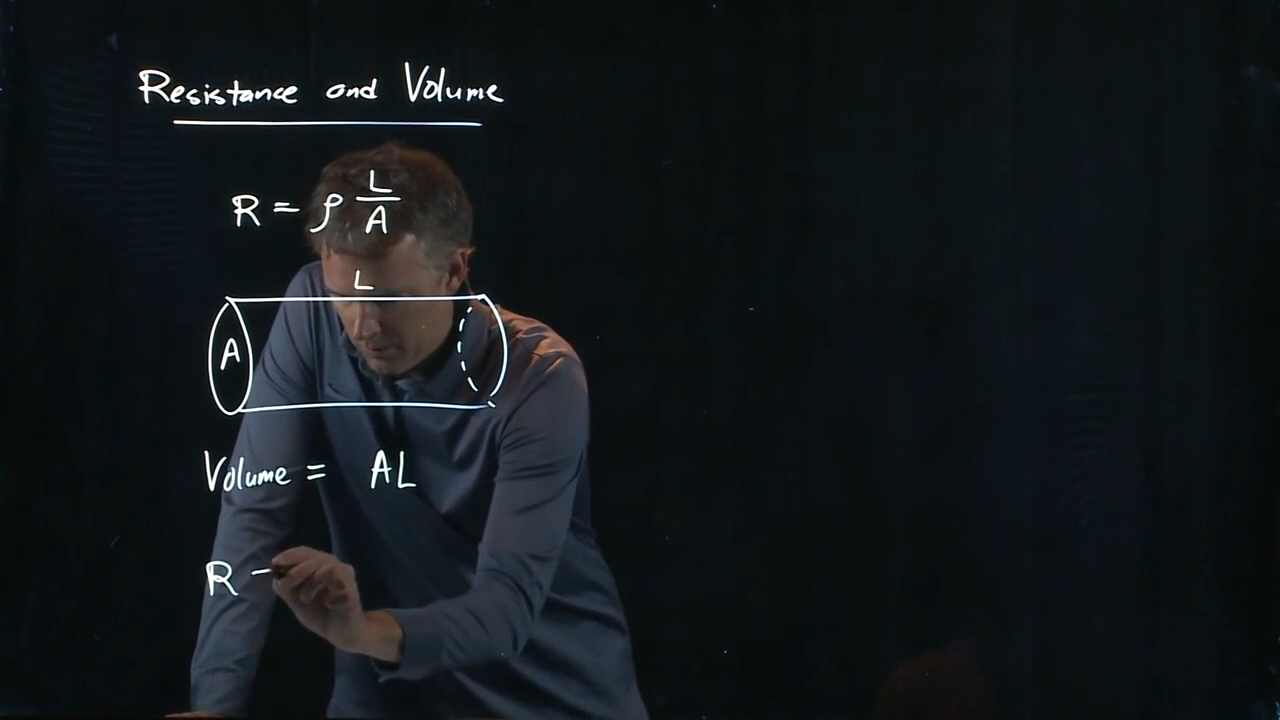 Resistance and Volume
R = ρ L/A
L
A
Volume = AL
R -